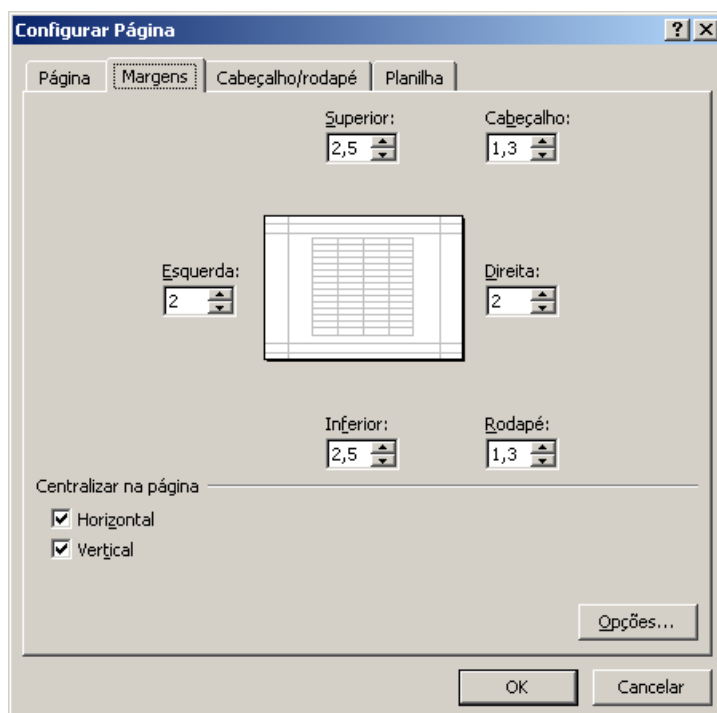 Configurar Página
Página Margens Cabeçalho/rodapé Planilha
Superior: Cabeçalho:
2,5 1,3
Esquerda: Direita:
2 2
Inferior: Rodapé:
2,5 1,3
Centralizar na página
Horizontal
Vertical
Opções...
OK Cancelar